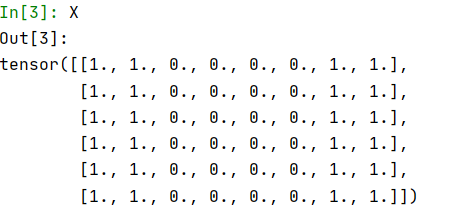 In[3]: X
Out[3]:
tensor([[1., 1., 0., 0., 0., 0., 1., 1.],
        [1., 1., 0., 0., 0., 0., 1., 1.],
        [1., 1., 0., 0., 0., 0., 1., 1.],
        [1., 1., 0., 0., 0., 0., 1., 1.],
        [1., 1., 0., 0., 0., 0., 1., 1.],
        [1., 1., 0., 0., 0., 0., 1., 1.]])